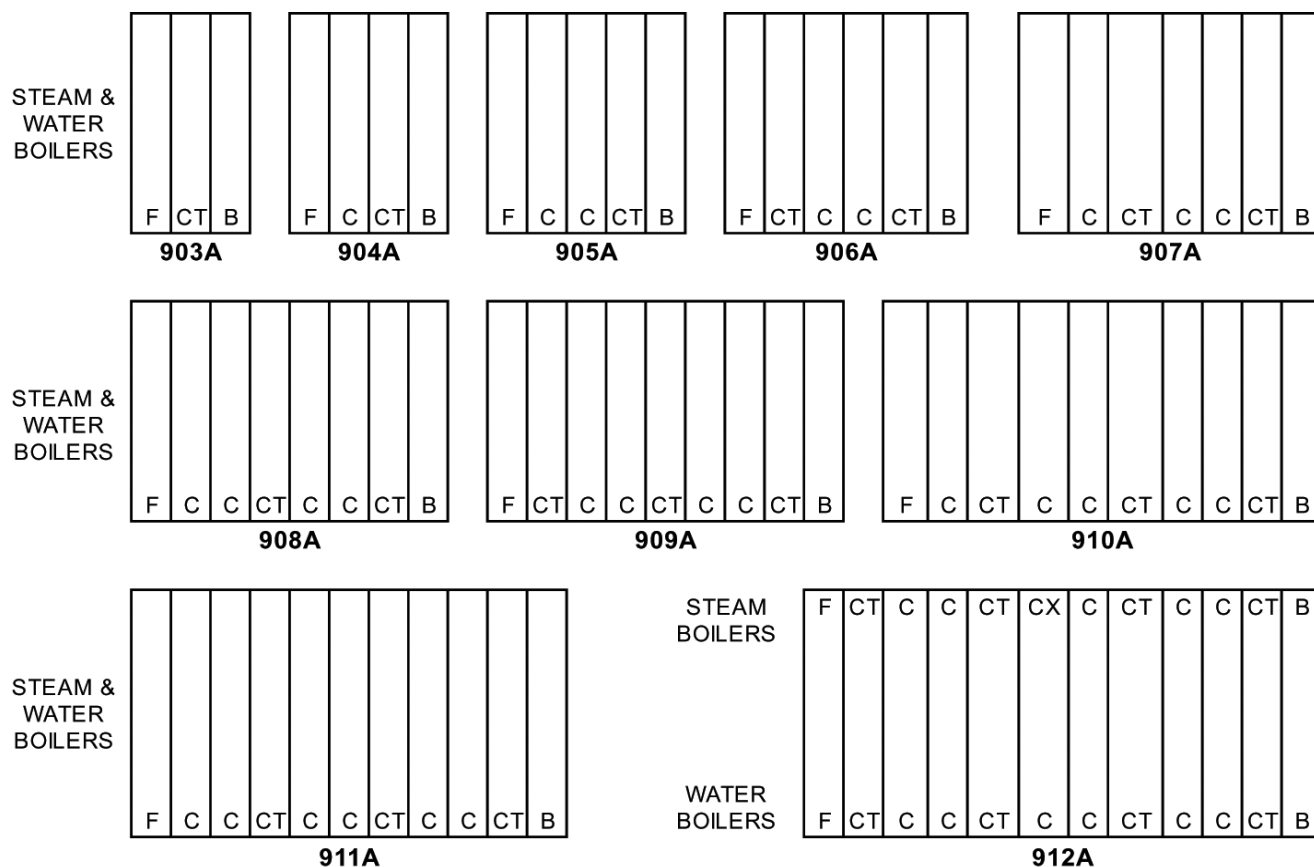 STEAM &
WATER
BOILERS
F CT B
903A
F C CT B
904A
F C C CT B
905A
F CT C C CT B
906A
F C CT C C CT B
907A
STEAM &
WATER
BOILERS
F C C CT C C CT B
908A
F CT C C CT C C CT B
909A
F C CT C C CT C C CT B
910A
STEAM &
WATER
BOILERS
F C C CT C C CT C C CT B
911A
STEAM
BOILERS
F CT C C CT CX C CT C C CT B
WATER
BOILERS
F CT C C CT C C CT C C CT B
912A